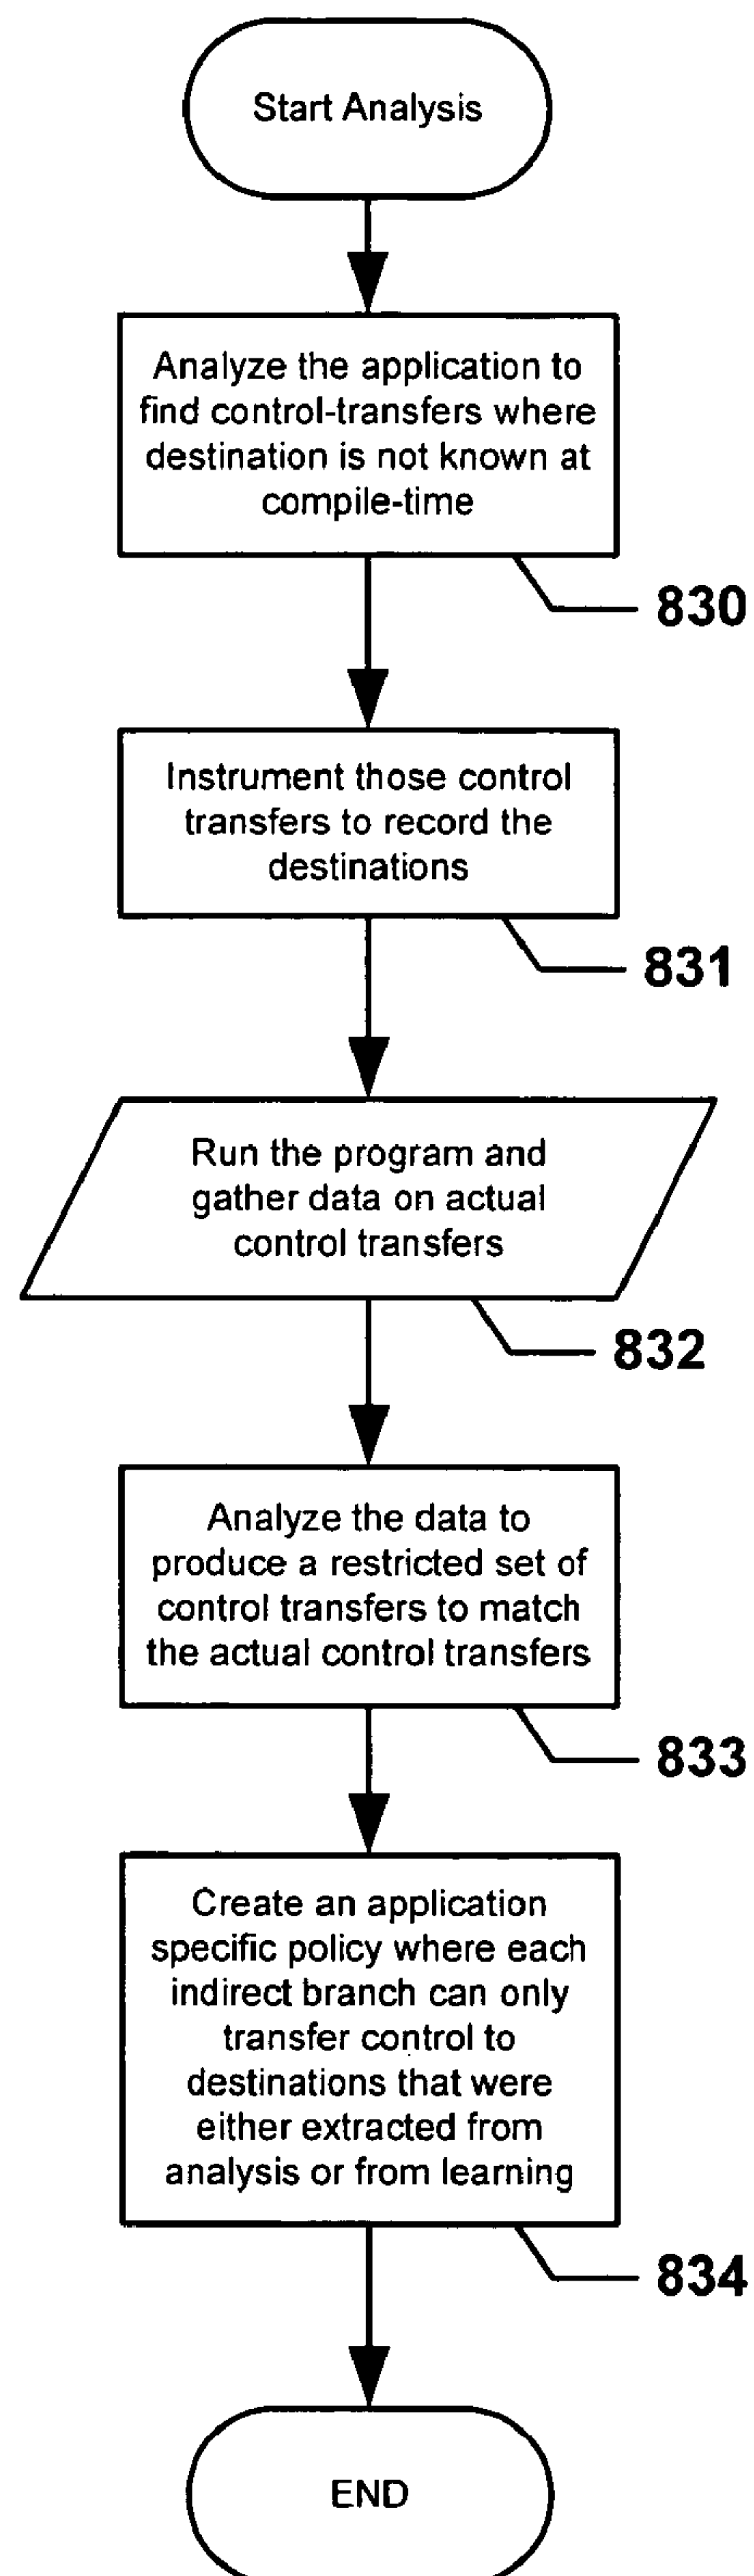 Start Analysis
Analyze the application to
find control-transfers where
destination is not known at
compile-time
830
Instrument those control
transfers to record the
destinations
831
Run the program and
gather data on actual
control transfers
832
Analyze the data to
produce a restricted set of
control transfers to match
the actual control transfers
833
Create an application
specific policy where each
indirect branch can only
transfer control to
destinations that were
either extracted from
analysis or from learning
834
END